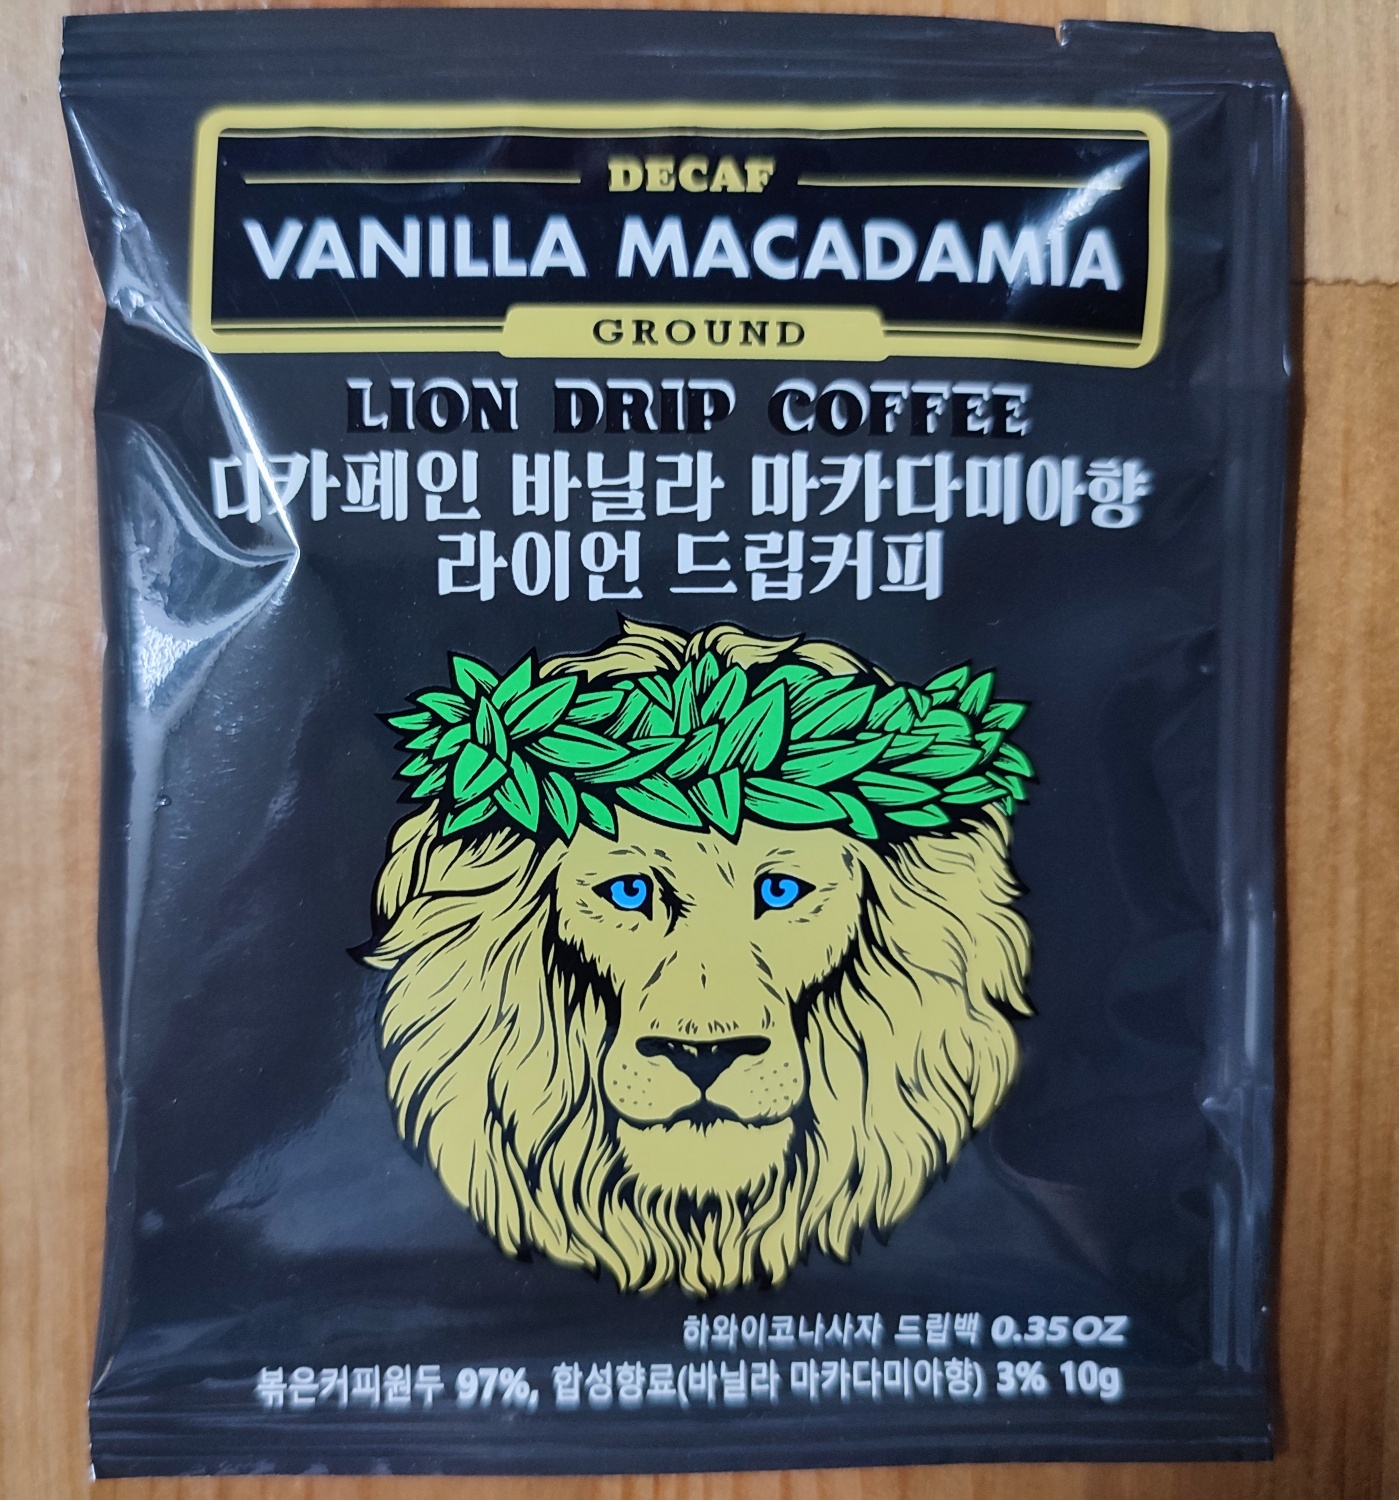 DECAF
VANILLA MACADAMIA
GROUND
LION DRIP COFFEE
디카페인 바닐라 마카다미아향
라이언 드립커피
하와이코나사자 드립백 0.35OZ
볶은커피원두 97%, 합성향료(바닐라 마카다미아향) 3% 10g